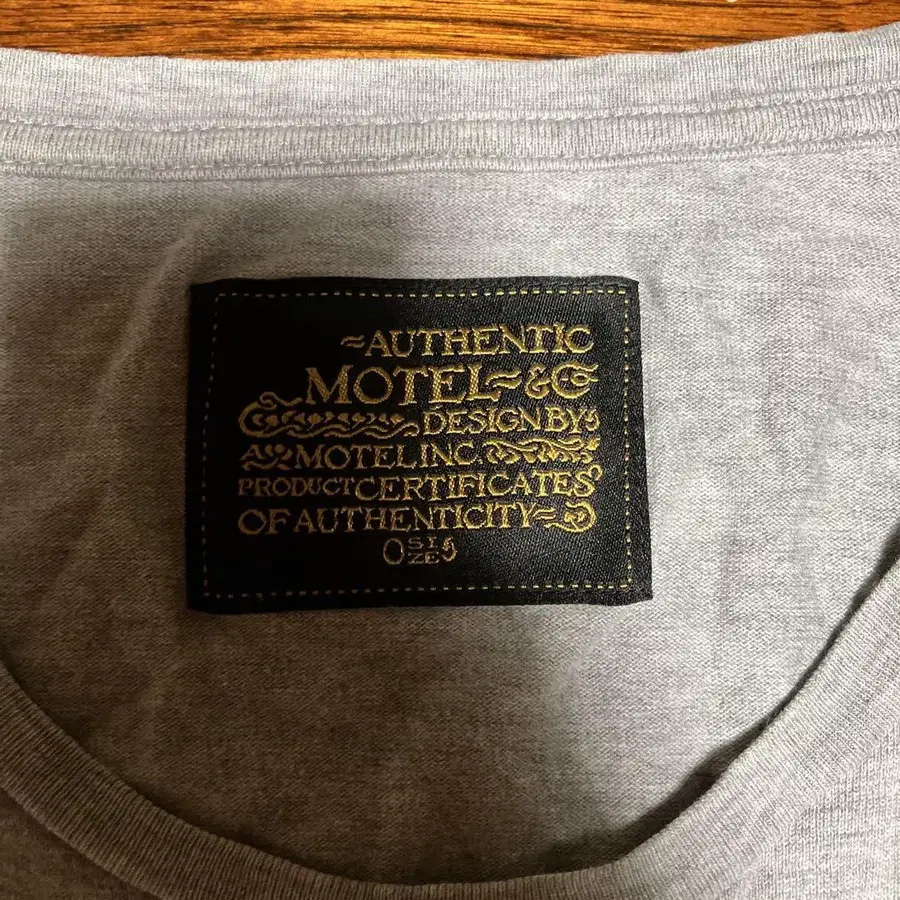 AUTHENTIC
MOTEL & CO
DESIGN BY
MOTEL INC.
PRODUCT CERTIFICATES
OF AUTHENTICITY
0 SIZE